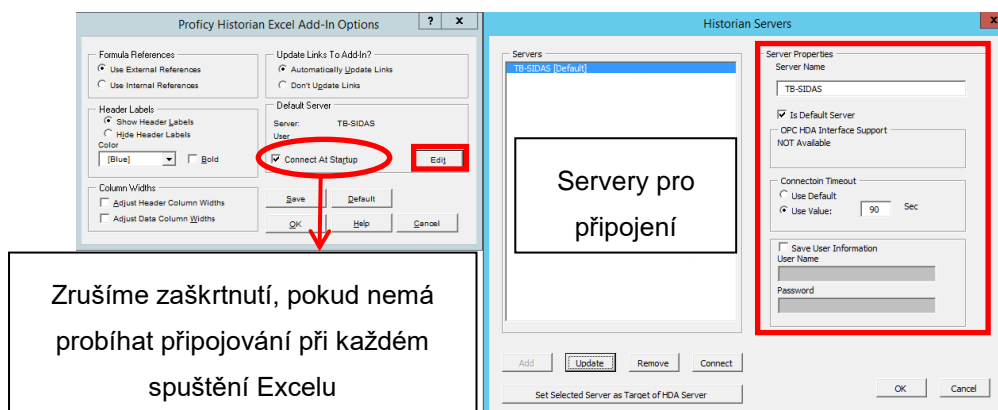 Proficy Historian Excel Add-In Options
? x
Formula References
Use External References
Use Internal References
Update Links To Add-In?
Automatically Update Links
Don't Update Links
Header Labels
Show Header Labels
Hide Header Labels
Color
[Blue]
Bold
Default Server
Server: TB-SIDAS
User
Connect At Startup
Edit
Column Widths
Adjust Header Column Widths
Adjust Data Column Widths
Save Default
OK Help Cancel
Zrušíme zaškrtnutí, pokud nemá
probíhat připojování při každém
spuštění Excelu
Historian Servers
x
Servers
TB-SIDAS [Default]
Servery pro
připojení
Server Properties
Server Name
TB-SIDAS
Is Default Server
OPC HDA Interface Support
NOT Available
Connectoin Timeout
Use Default
Use Value: 90 Sec
Save User Information
User Name
Password
Add Update Remove Connect
Set Selected Server as Target of HDA Server
OK Cancel